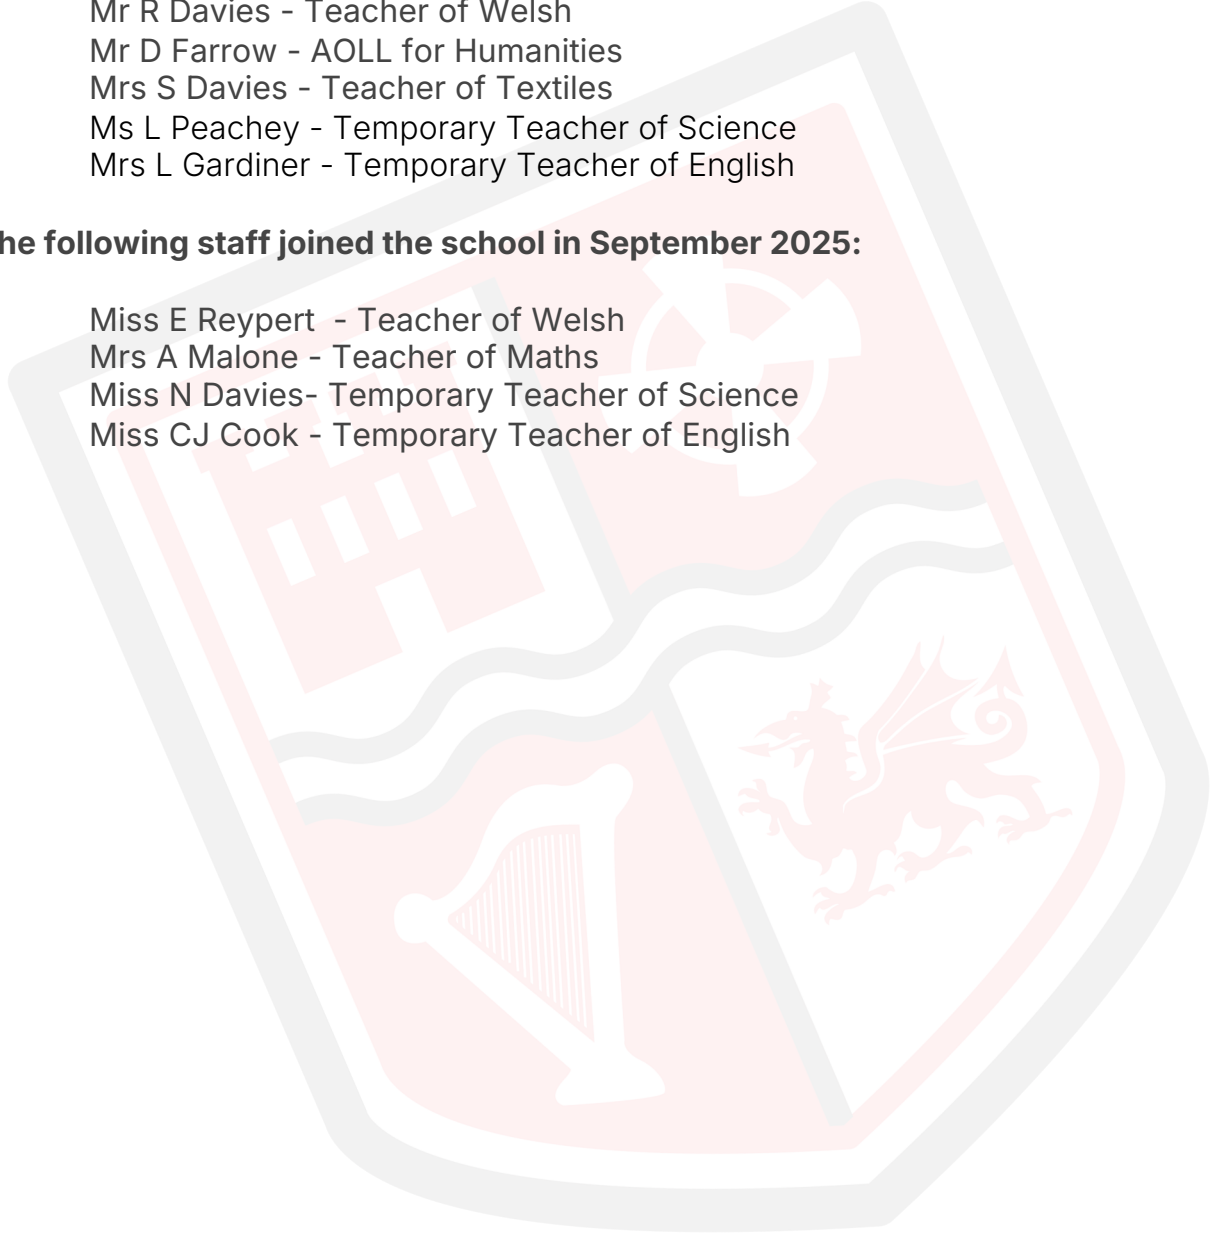 Mr R Davies - Teacher of Welsh
Mr D Farrow - AOLL for Humanities
Mrs S Davies - Teacher of Textiles
Ms L Peachey - Temporary Teacher of Science
Mrs L Gardiner - Temporary Teacher of English
he following staff joined the school in September 2025:
Miss E Reypert - Teacher of Welsh
Mrs A Malone - Teacher of Maths
Miss N Davies- Temporary Teacher of Science
Miss CJ Cook - Temporary Teacher of English